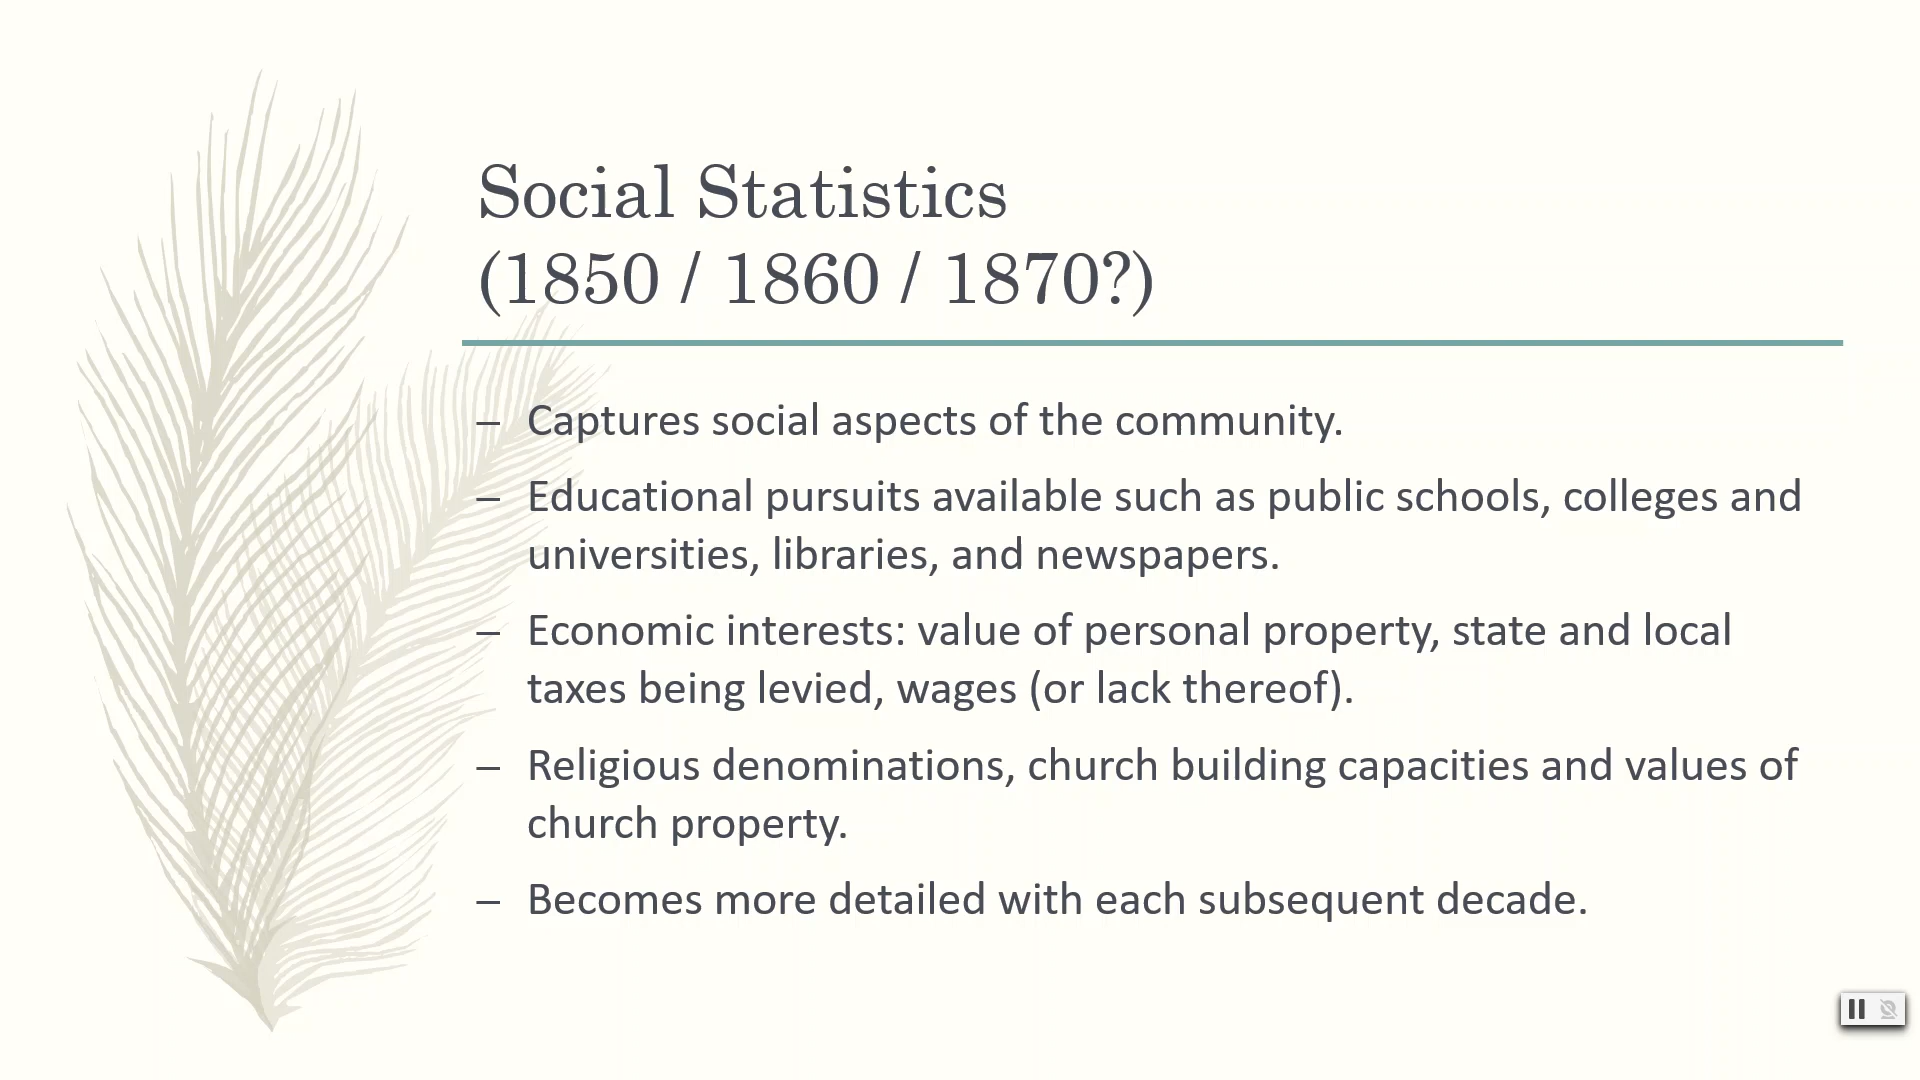 Social Statistics
(1850 / 1860 / 1870?)
– Captures social aspects of the community.
– Educational pursuits available such as public schools, colleges and
universities, libraries, and newspapers.
– Economic interests: value of personal property, state and local
taxes being levied, wages (or lack thereof).
– Religious denominations, church building capacities and values of
church property.
– Becomes more detailed with each subsequent decade.